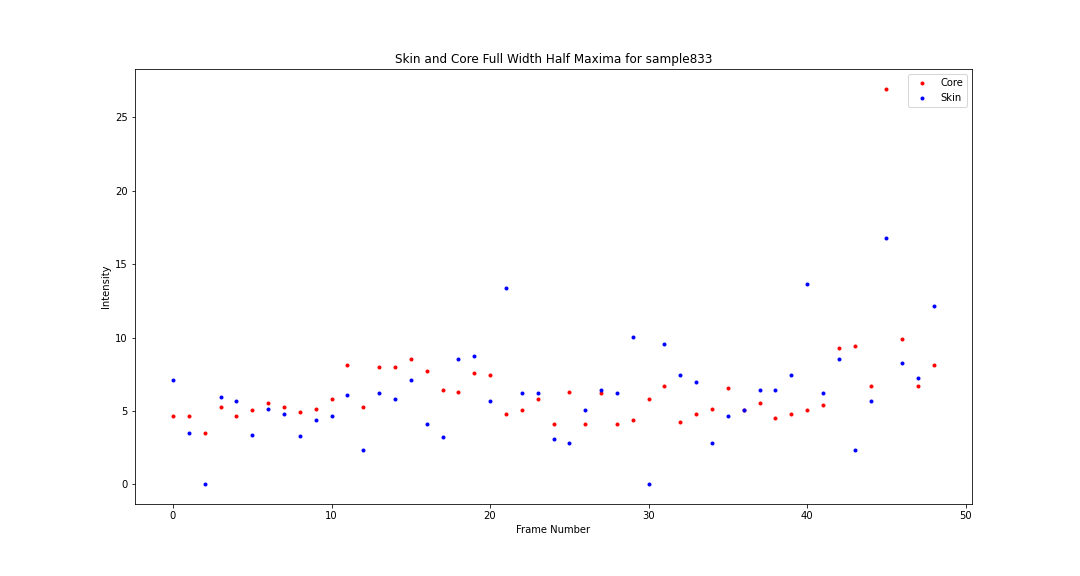 Skin and Core Full Width Half Maxima for sample833
Core
Skin
25
20
15
10
5
0
Intensity
0 10 20 30 40 50
Frame Number